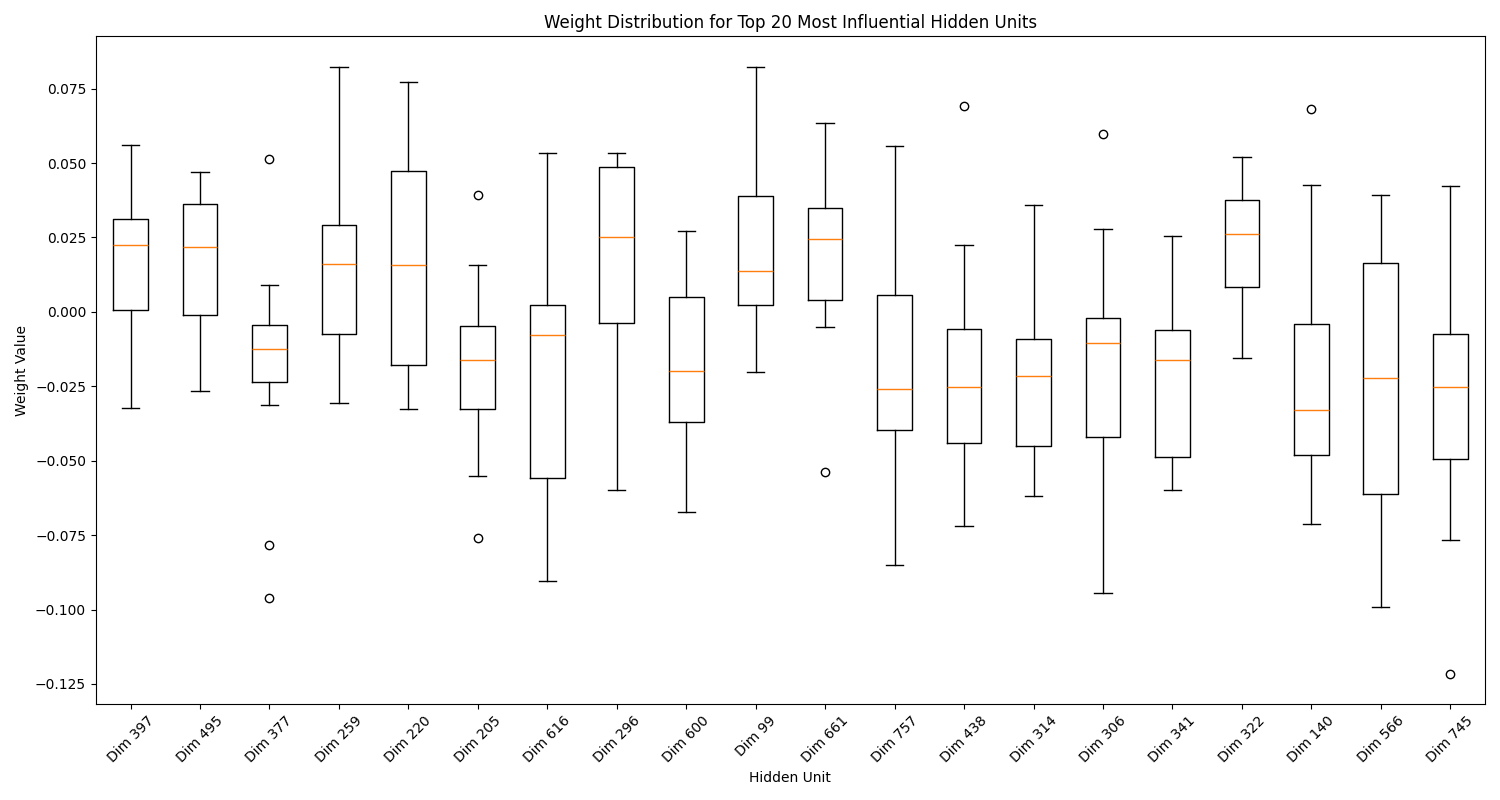 Weight Distribution for Top 20 Most Influential Hidden Units
Weight Value
0.075
0.050
0.025
0.000
−0.025
−0.050
−0.075
−0.100
−0.125
Dim 397
Dim 495
Dim 377
Dim 259
Dim 220
Dim 205
Dim 616
Dim 296
Dim 600
Dim 99
Dim 661
Dim 757
Dim 438
Dim 314
Dim 306
Dim 341
Dim 322
Dim 140
Dim 566
Dim 745
Hidden Unit